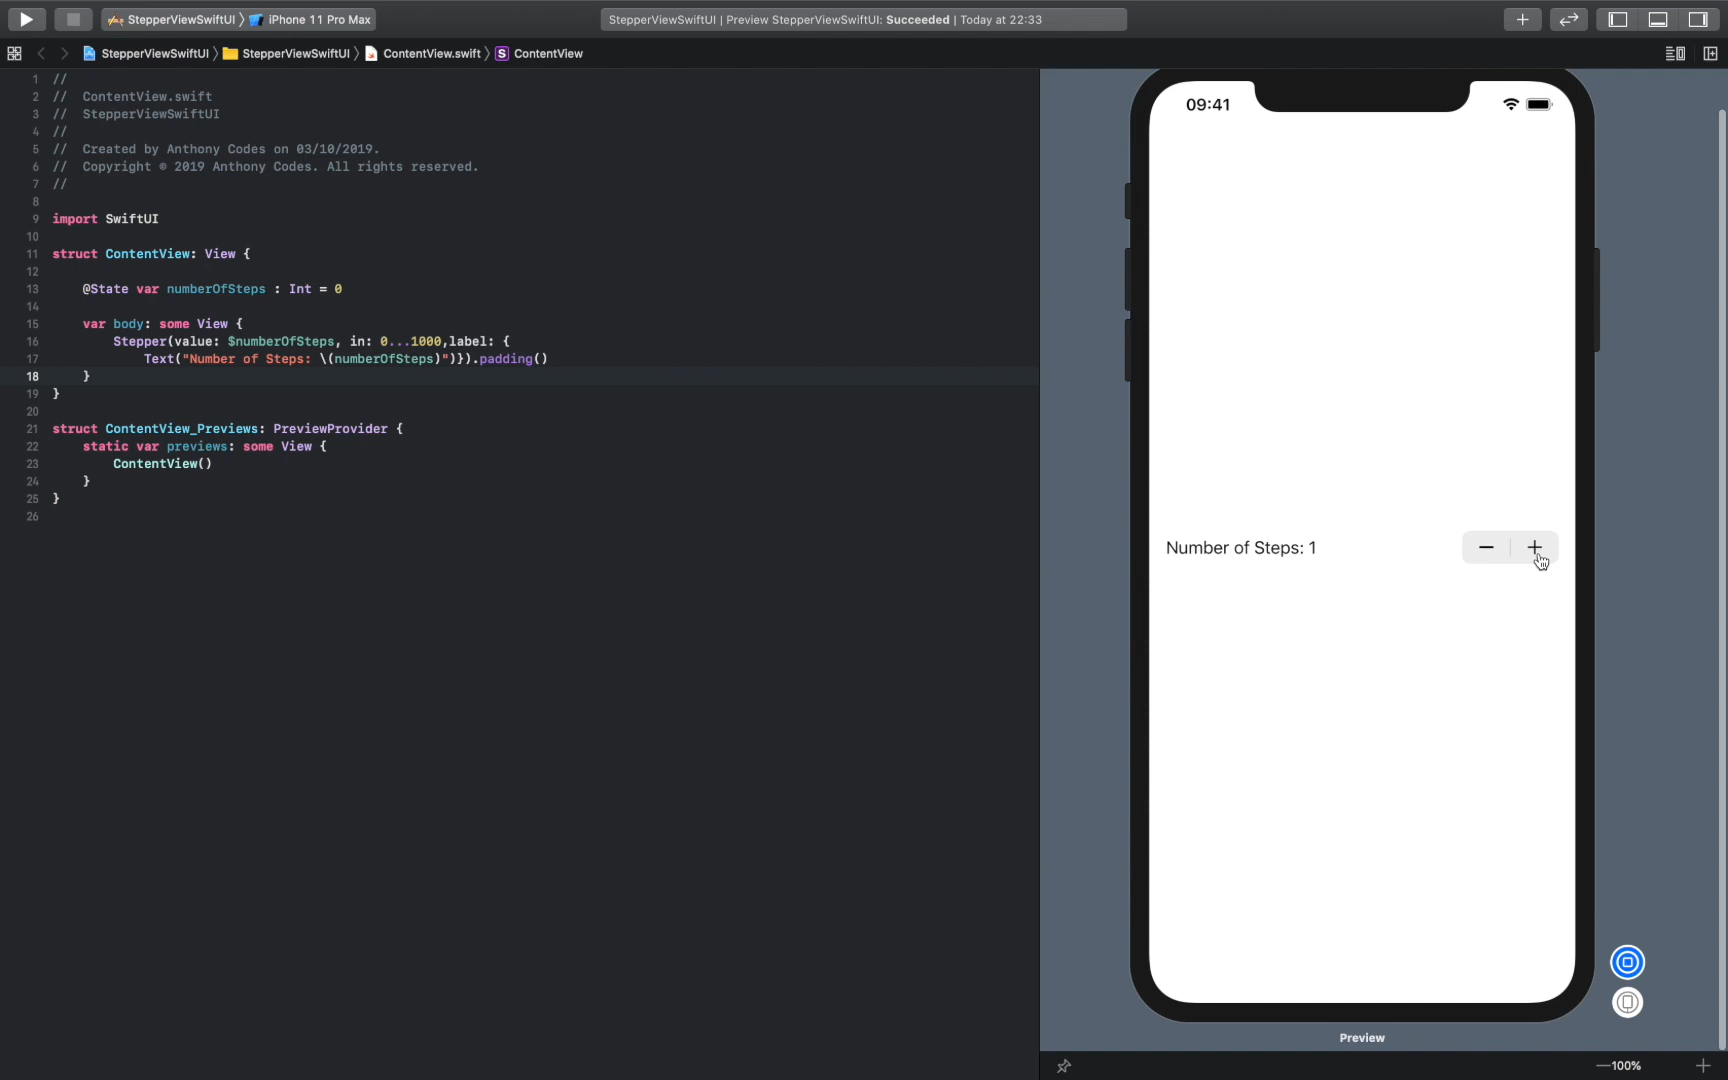 StepperViewSwiftUI 〉 iPhone 11 Pro Max
StepperViewSwiftUI | Preview StepperViewSwiftUI: Succeeded | Today at 22:33
StepperViewSwiftUI 〉 StepperViewSwiftUI 〉 ContentView.swift 〉 S ContentView
1 //
2 //  ContentView.swift
3 //  StepperViewSwiftUI
4 //
5 //  Created by Anthony Codes on 03/10/2019.
6 //  Copyright © 2019 Anthony Codes. All rights reserved.
7 //
8
9 import SwiftUI
10
11 struct ContentView: View {
12
13     @State var numberOfSteps : Int = 0
14
15     var body: some View {
16         Stepper(value: $numberOfSteps, in: 0...1000,label: {
17             Text("Number of Steps: \(numberOfSteps)")}).padding()
18     }
19 }
20
21 struct ContentView_Previews: PreviewProvider {
22     static var previews: some View {
23         ContentView()
24     }
25 }
26
09:41
Number of Steps: 1
Preview
100%